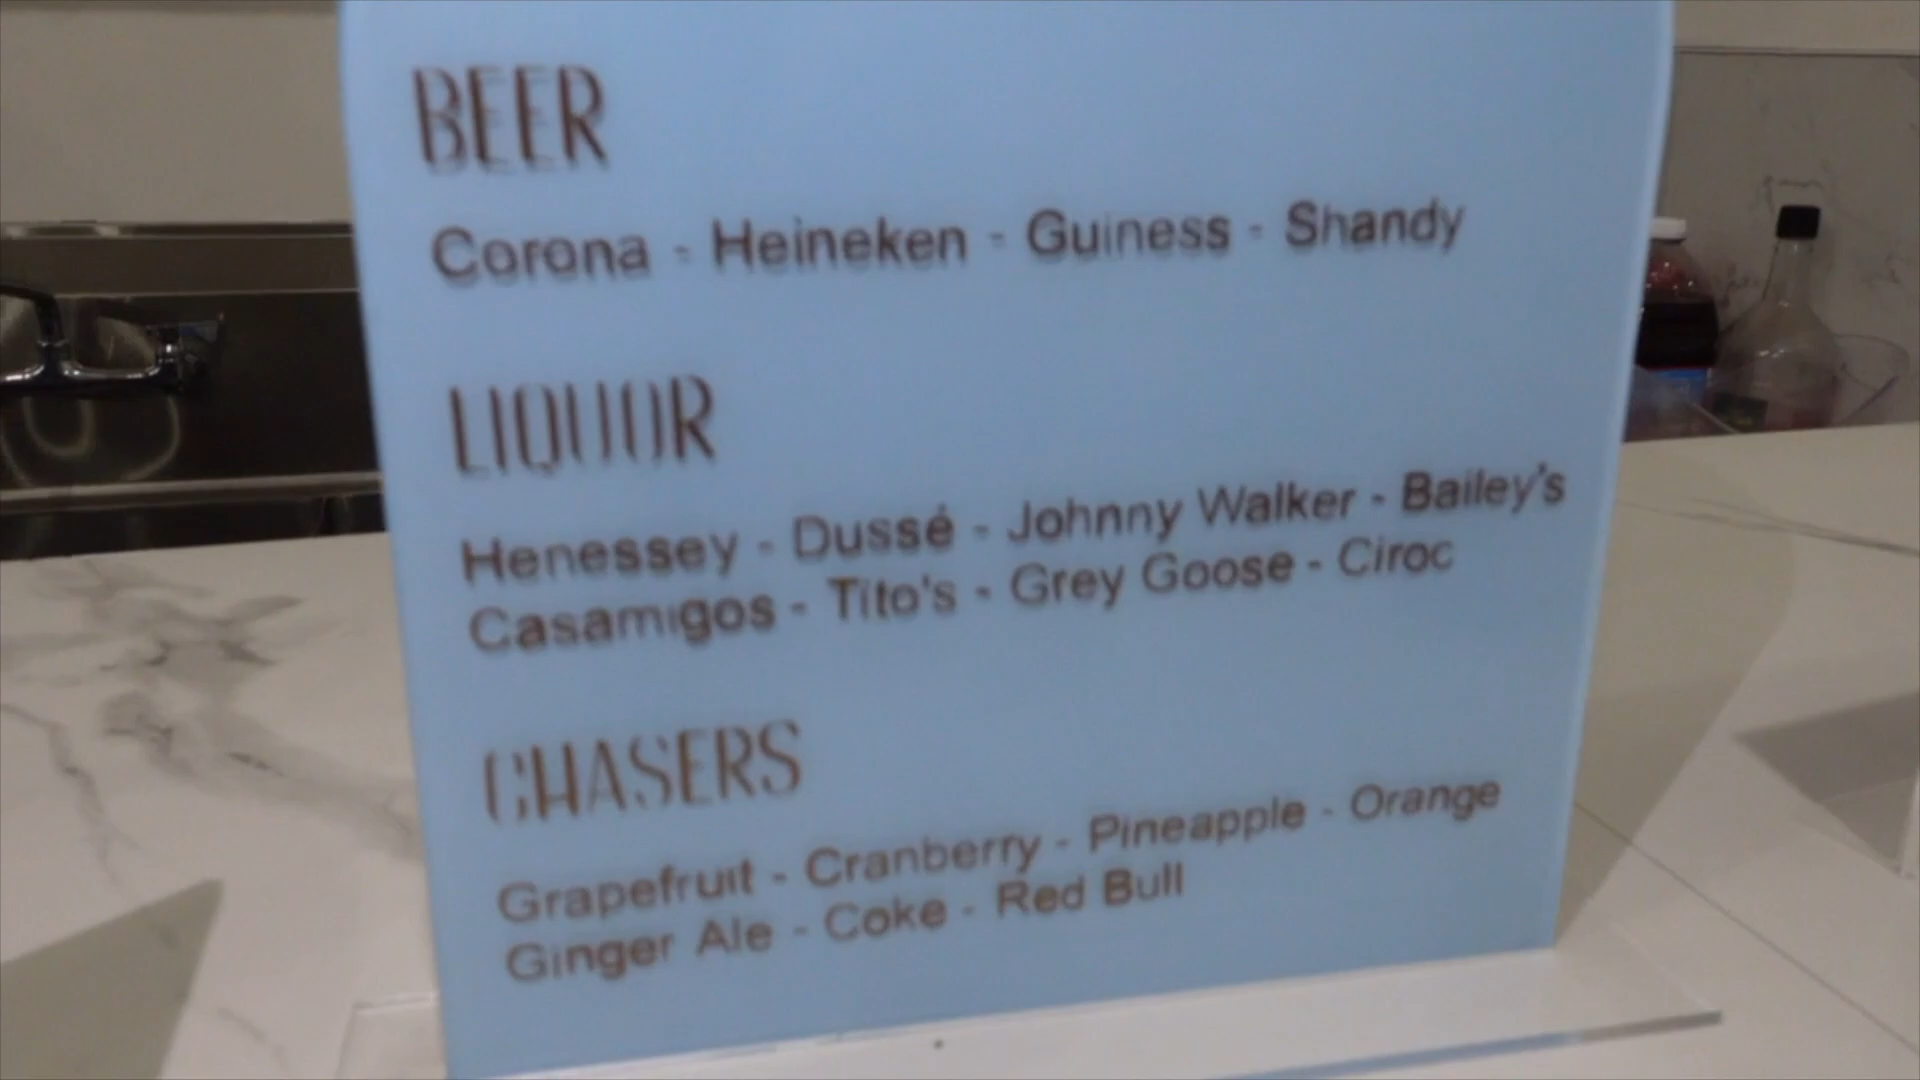 BEER
Corona - Heineken - Guiness - Shandy
LIQUOR
Henessey - Dussé - Johnny Walker - Bailey's
Casamigos - Tito's - Grey Goose - Ciroc
CHASERS
Grapefruit - Cranberry - Pineapple - Orange
Ginger Ale - Coke - Red Bull